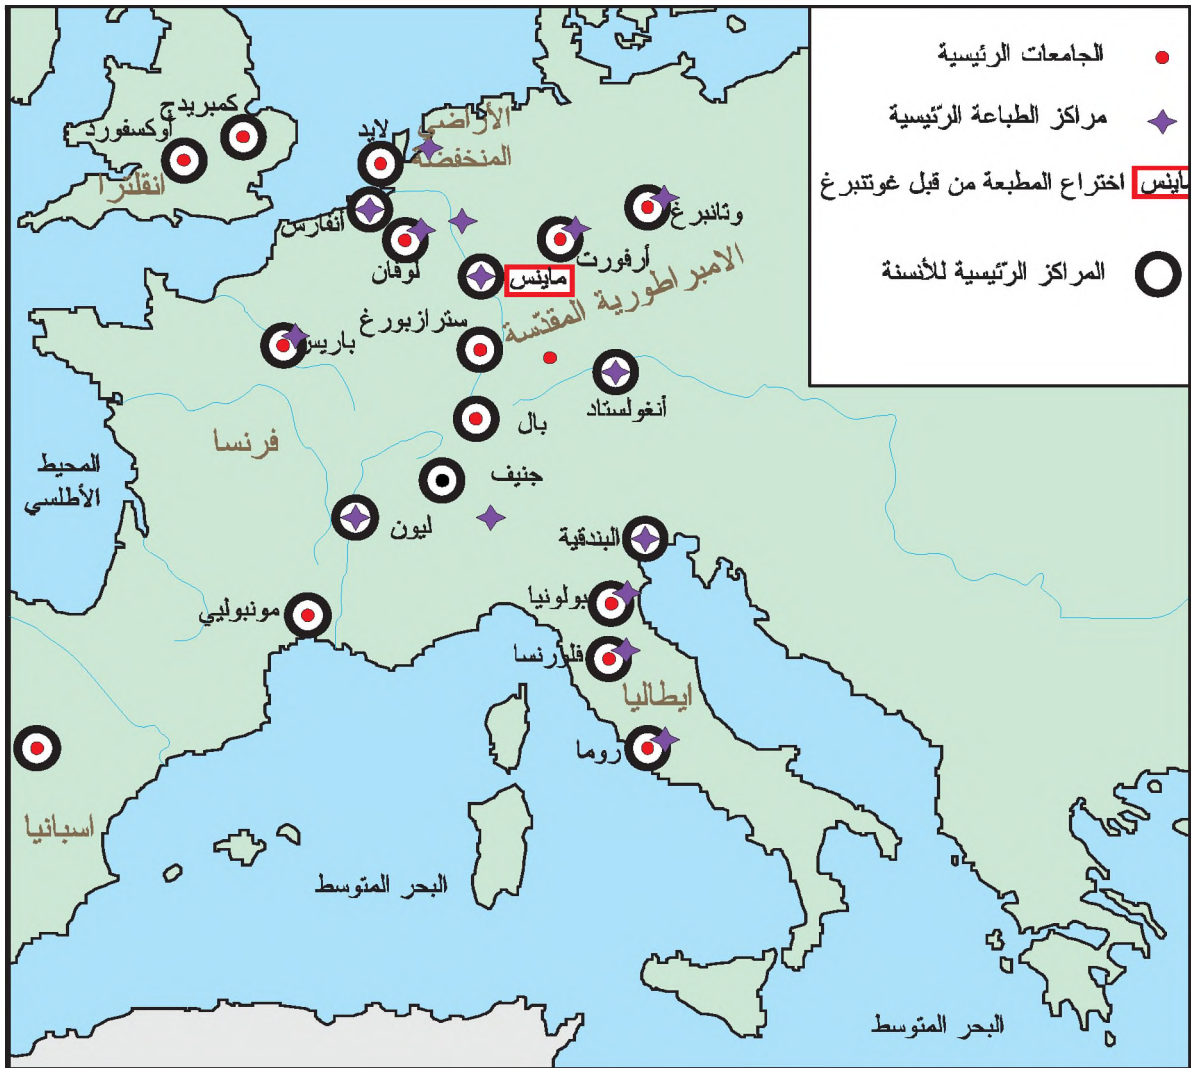 الجامعات الرئيسية
مراكز الطباعة الرّئيسية
ماينس اختراع المطبعة من قبل غوتنبرغ
المراكز الرّئيسية للأنسنة
كمبريدج
أوكسفورد
انقلترا
لايد
الأراضي
المنخفضة
أنفارس
لوفان
وتانبرغ
أرفورت
ماينس
الامبراطورية المقدّسة
سترازبورغ
باريس
أنغولستاد
بال
فرنسا
المحيط
الأطلسي
جنيف
ليون
البندقية
بولونيا
مونبوليي
فلورنسا
ايطاليا
روما
اسبانيا
البحر المتوسط
البحر المتوسط